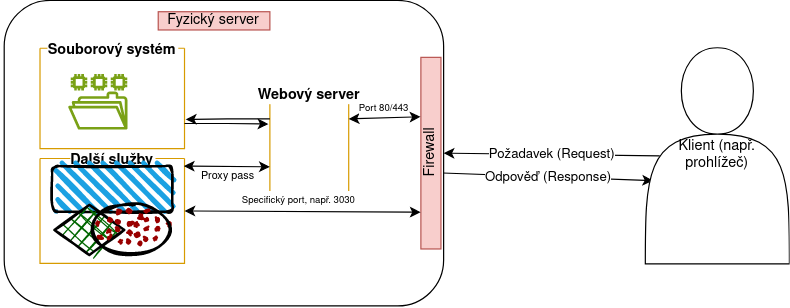 Fyzický server
Souborový systém
Webový server
Port 80/443
Další služby
Proxy pass
Specifický port, např. 3030
Firewall
Požadavek (Request)
Odpověď (Response)
Klient (např.
prohlížeč)